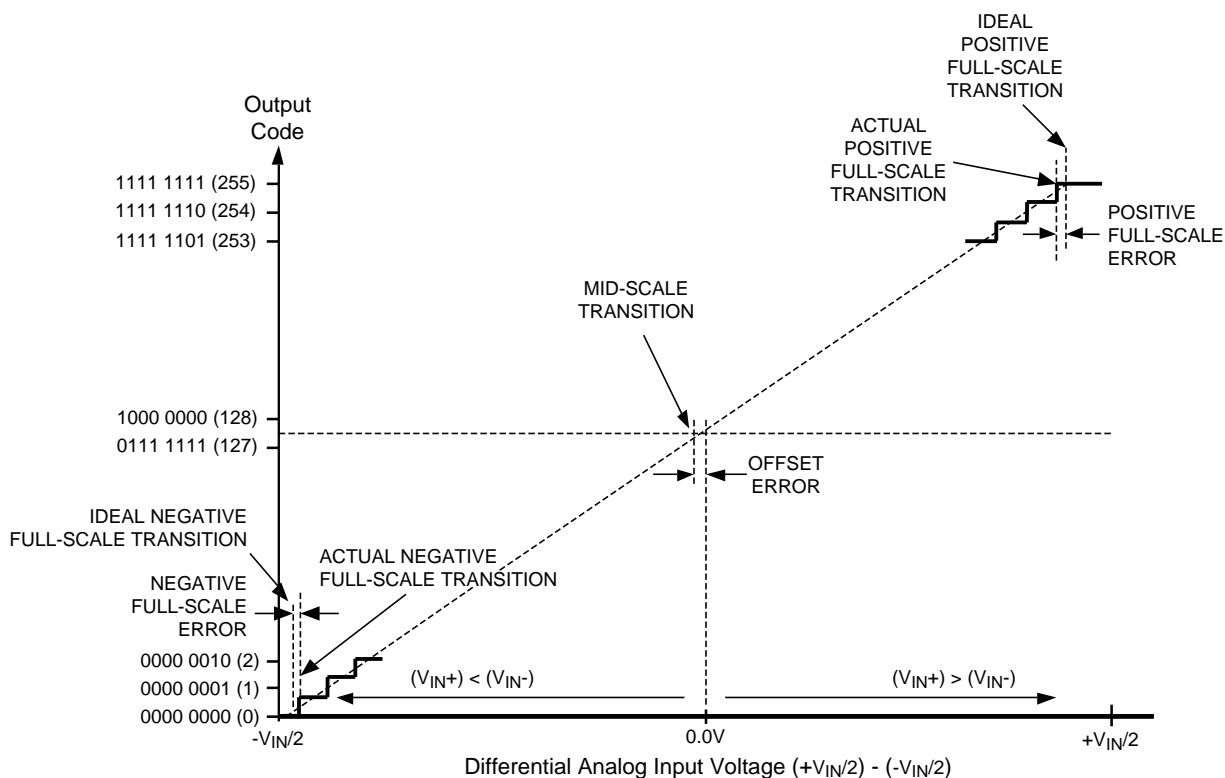 IDEAL
POSITIVE
FULL-SCALE
TRANSITION
Output
Code
ACTUAL
POSITIVE
FULL-SCALE
TRANSITION
1111 1111 (255)
1111 1110 (254)
1111 1101 (253)
POSITIVE
FULL-SCALE
ERROR
MID-SCALE
TRANSITION
1000 0000 (128)
0111 1111 (127)
OFFSET
ERROR
IDEAL NEGATIVE
FULL-SCALE TRANSITION
ACTUAL NEGATIVE
FULL-SCALE TRANSITION
NEGATIVE
FULL-SCALE
ERROR
0000 0010 (2)
0000 0001 (1)
0000 0000 (0)
(VIN+) < (VIN-)
(VIN+) > (VIN-)
-VIN/2
0.0V
+VIN/2
Differential Analog Input Voltage (+VIN/2) - (-VIN/2)